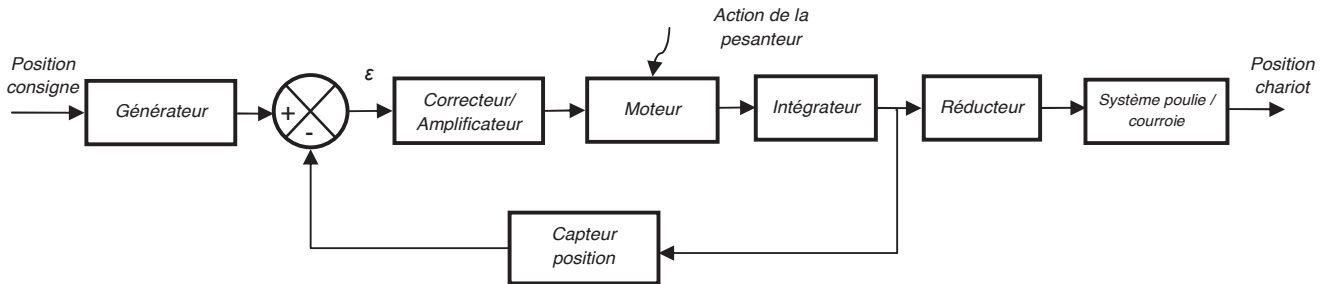 Action de la
pesanteur
Position
consigne
Générateur
+
-
ε
Correcteur/
Amplificateur
Moteur
Intégrateur
Réducteur
Système poulie /
courroie
Position
chariot
Capteur
position